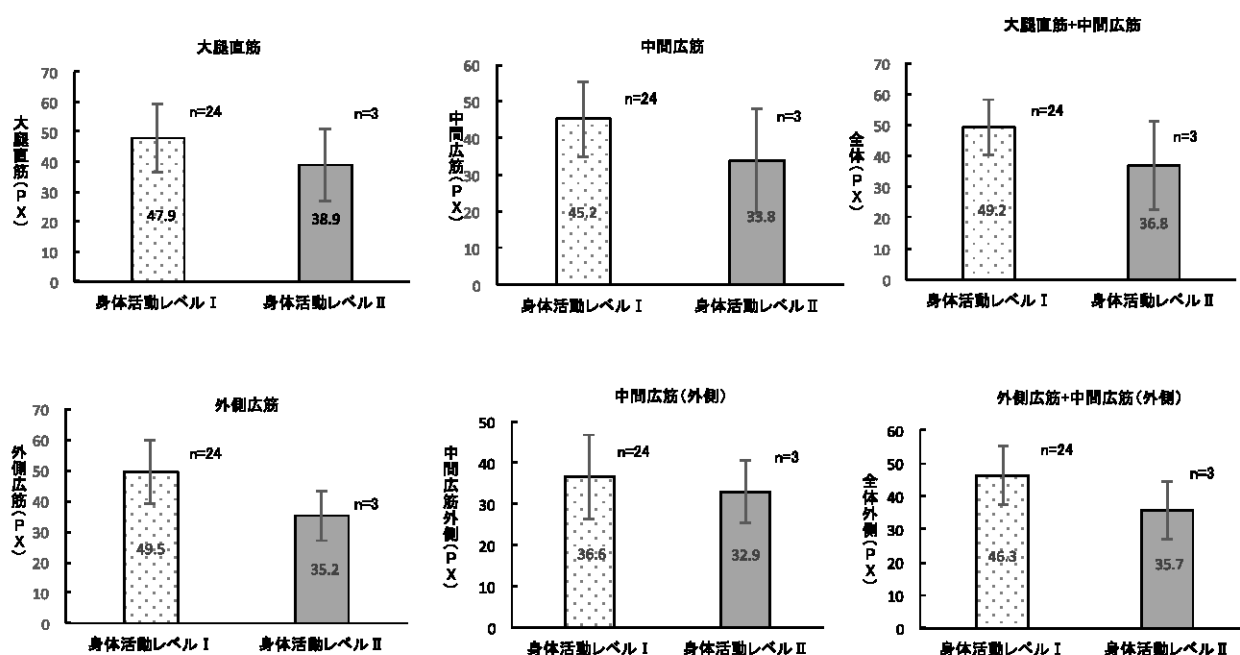 大腿直筋
70
60
50
40
30
20
10
0
大腿直筋(PX)
n=24
n=3
47.9
38.9
身体活動レベルⅠ
身体活動レベルⅡ
中間広筋
60
50
40
30
20
10
0
中間広筋(PX)
n=24
n=3
45.2
33.8
身体活動レベルⅠ
身体活動レベルⅡ
大腿直筋+中間広筋
70
60
50
40
30
20
10
0
全体(PX)
n=24
n=3
49.2
36.8
身体活動レベルⅠ
身体活動レベルⅡ
外側広筋
70
60
50
40
30
20
10
0
外側広筋(PX)
n=24
n=3
49.5
35.2
身体活動レベルⅠ
身体活動レベルⅡ
中間広筋(外側)
50
40
30
20
10
0
中間広筋外側(PX)
n=24
n=3
36.6
32.9
身体活動レベルⅠ
身体活動レベルⅡ
外側広筋+中間広筋(外側)
60
50
40
30
20
10
0
全体外側(PX)
n=24
n=3
46.3
35.7
身体活動レベルⅠ
身体活動レベルⅡ